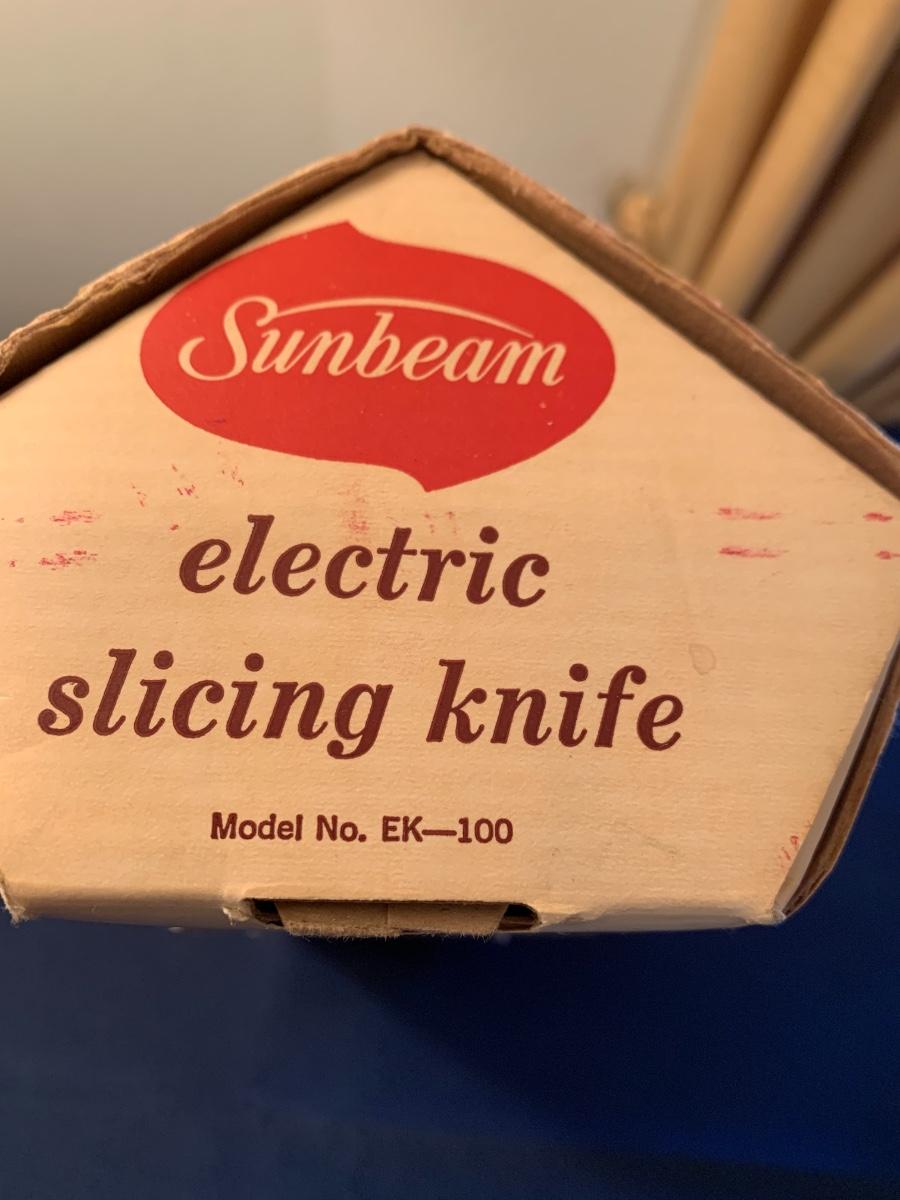 Sunbeam
electric
slicing knife
Model No. EK—100